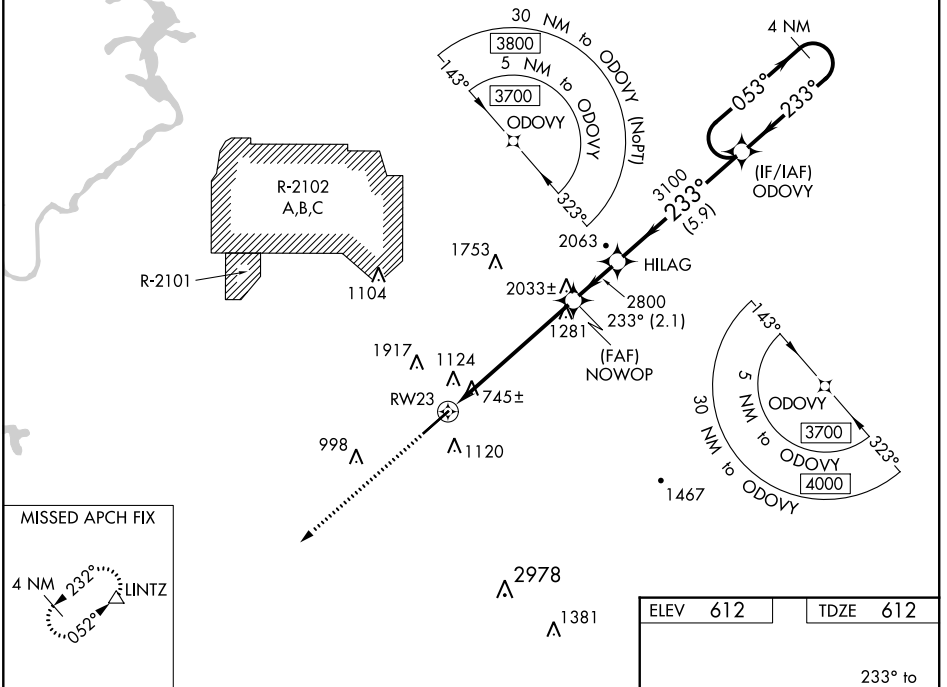 30 NM to ODOVY (NoPT)
3800
5 NM to ODOVY
3700
143°
ODOVY
323°
4 NM
053°
233°
(IF/IAF)
ODOVY
3100
233°
(5.9)
R-2102
A,B,C
R-2101
1104
1753
2063
HILAG
2033±
2800
233° (2.1)
1281
(FAF)
NOWOP
1917
1124
745±
RW23
998
1120
143°
ODOVY
3700
323°
5 NM to ODOVY
4000
30 NM to ODOVY
1467
MISSED APCH FIX
4 NM
232°
LINTZ
052°
2978
1381
ELEV 612
TDZE 612
233° to